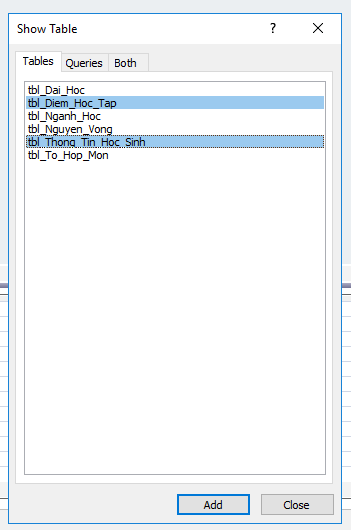 Show Table
?
Tables Queries Both
tbl_Dai_Hoc
tbl_Diem_Hoc_Tap
tbl_Nganh_Hoc
tbl_Nguyen_Vong
tbl_Thong_Tin_Hoc_Sinh
tbl_To_Hop_Mon
Add Close